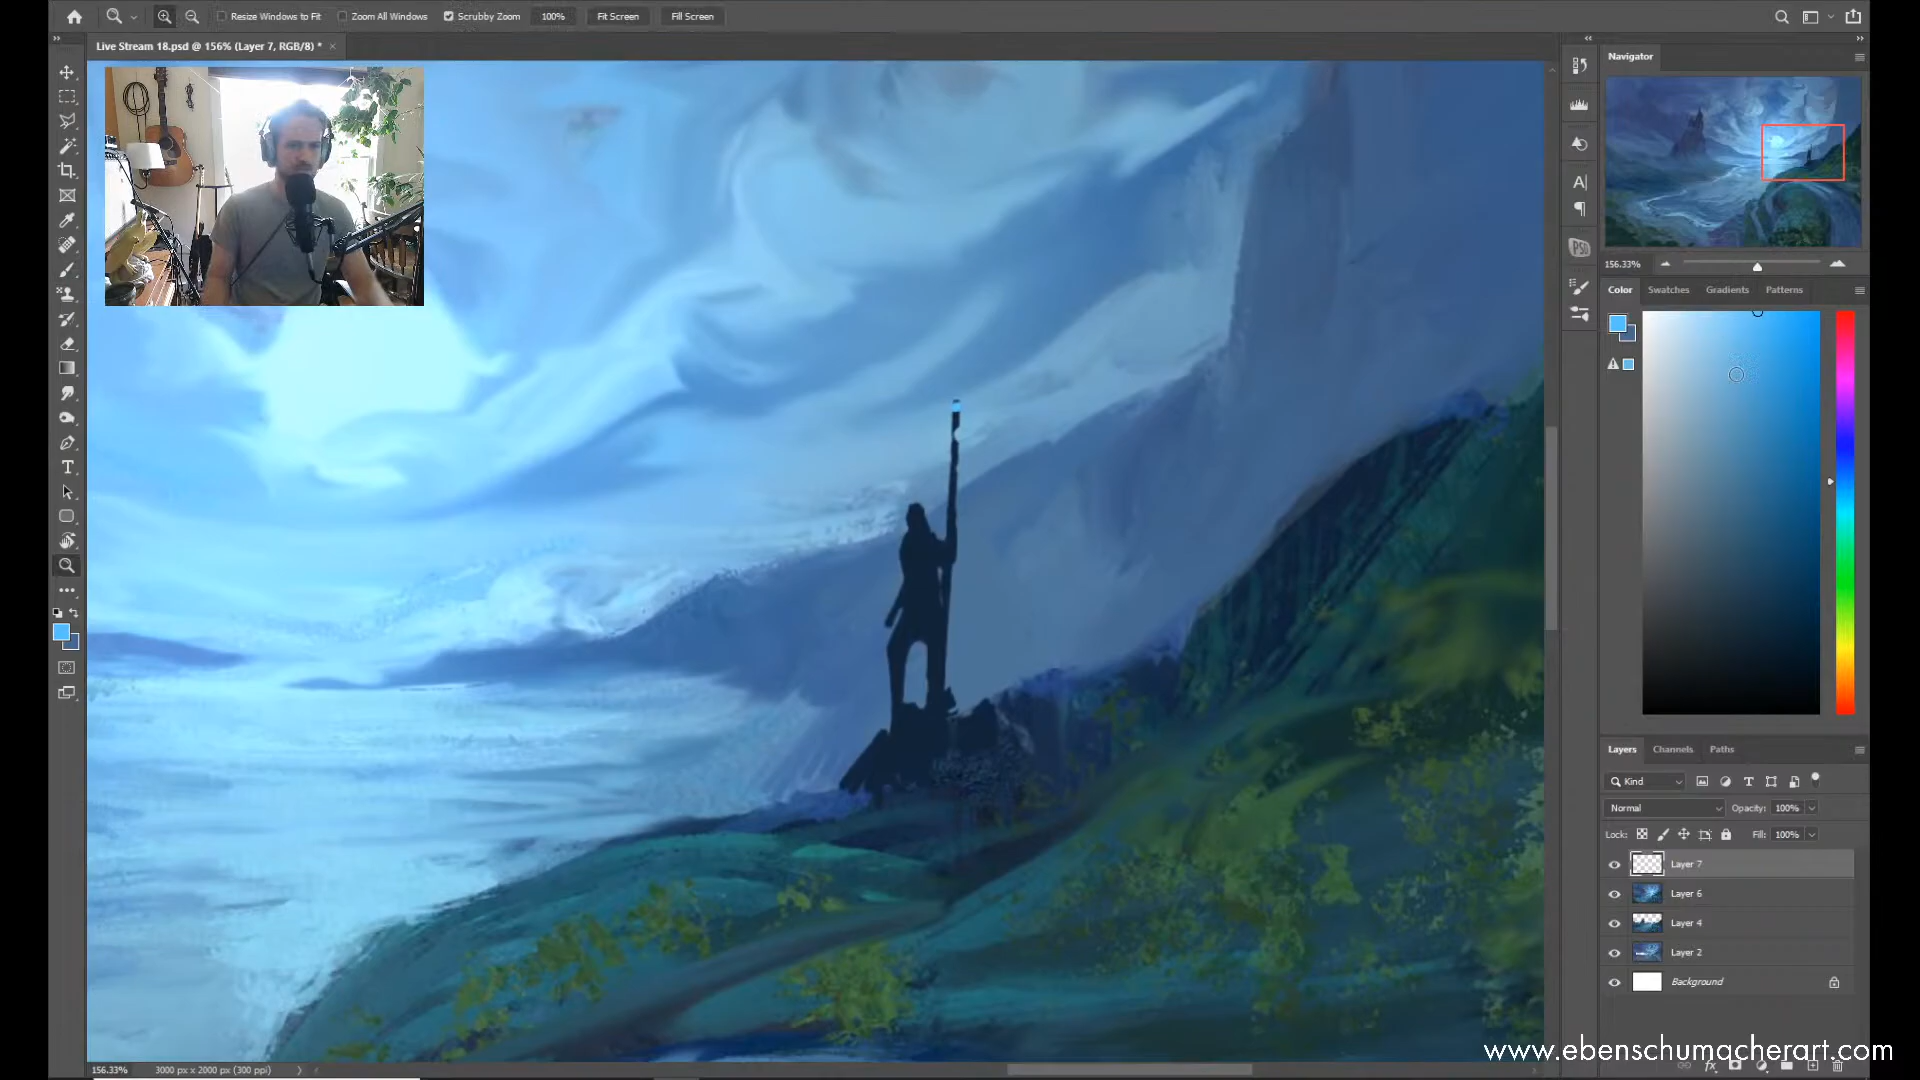 Resize Windows to Fit
Zoom All Windows
Scrubby Zoom
100%
Fit Screen
Fill Screen
Live Stream 18.psd @ 156% (Layer 7, RGB/8) *
Navigator
156.33%
Color
Swatches
Gradients
Patterns
Layers
Channels
Paths
Kind
Normal
Opacity: 100%
Lock:
Fill: 100%
Layer 7
Layer 6
Layer 4
Layer 2
Background
www.ebenschumacherart.com
156.33%
3000 px x 2000 px (300 ppi)